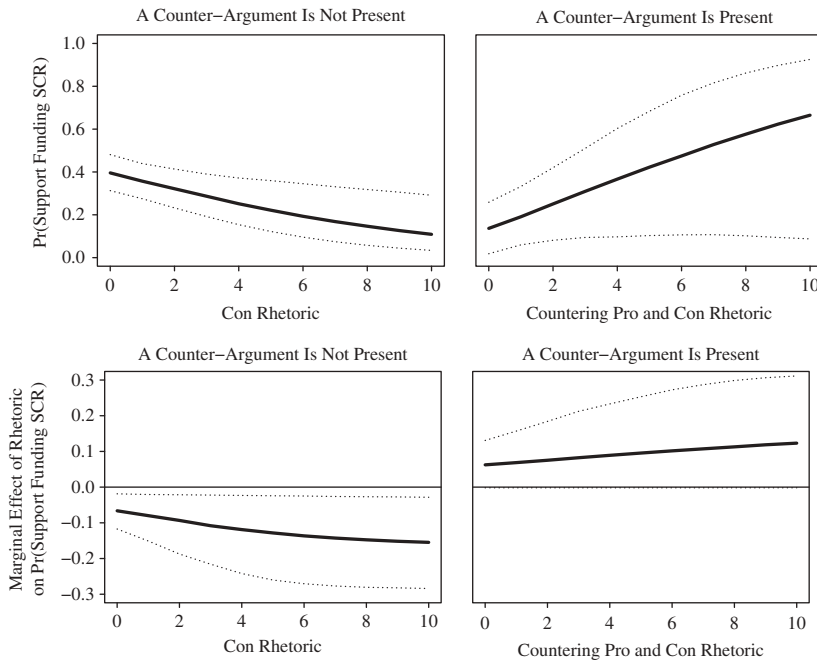 A Counter−Argument Is Not Present
A Counter−Argument Is Present
Pr(Support Funding SCR)
1.0
0.8
0.6
0.4
0.2
0.0
0 2 4 6 8 10
0 2 4 6 8 10
Con Rhetoric
Countering Pro and Con Rhetoric
A Counter−Argument Is Not Present
A Counter−Argument Is Present
Marginal Effect of Rhetoric
on Pr(Support Funding SCR)
0.3
0.2
0.1
0.0
−0.1
−0.2
−0.3
0 2 4 6 8 10
0 2 4 6 8 10
Con Rhetoric
Countering Pro and Con Rhetoric